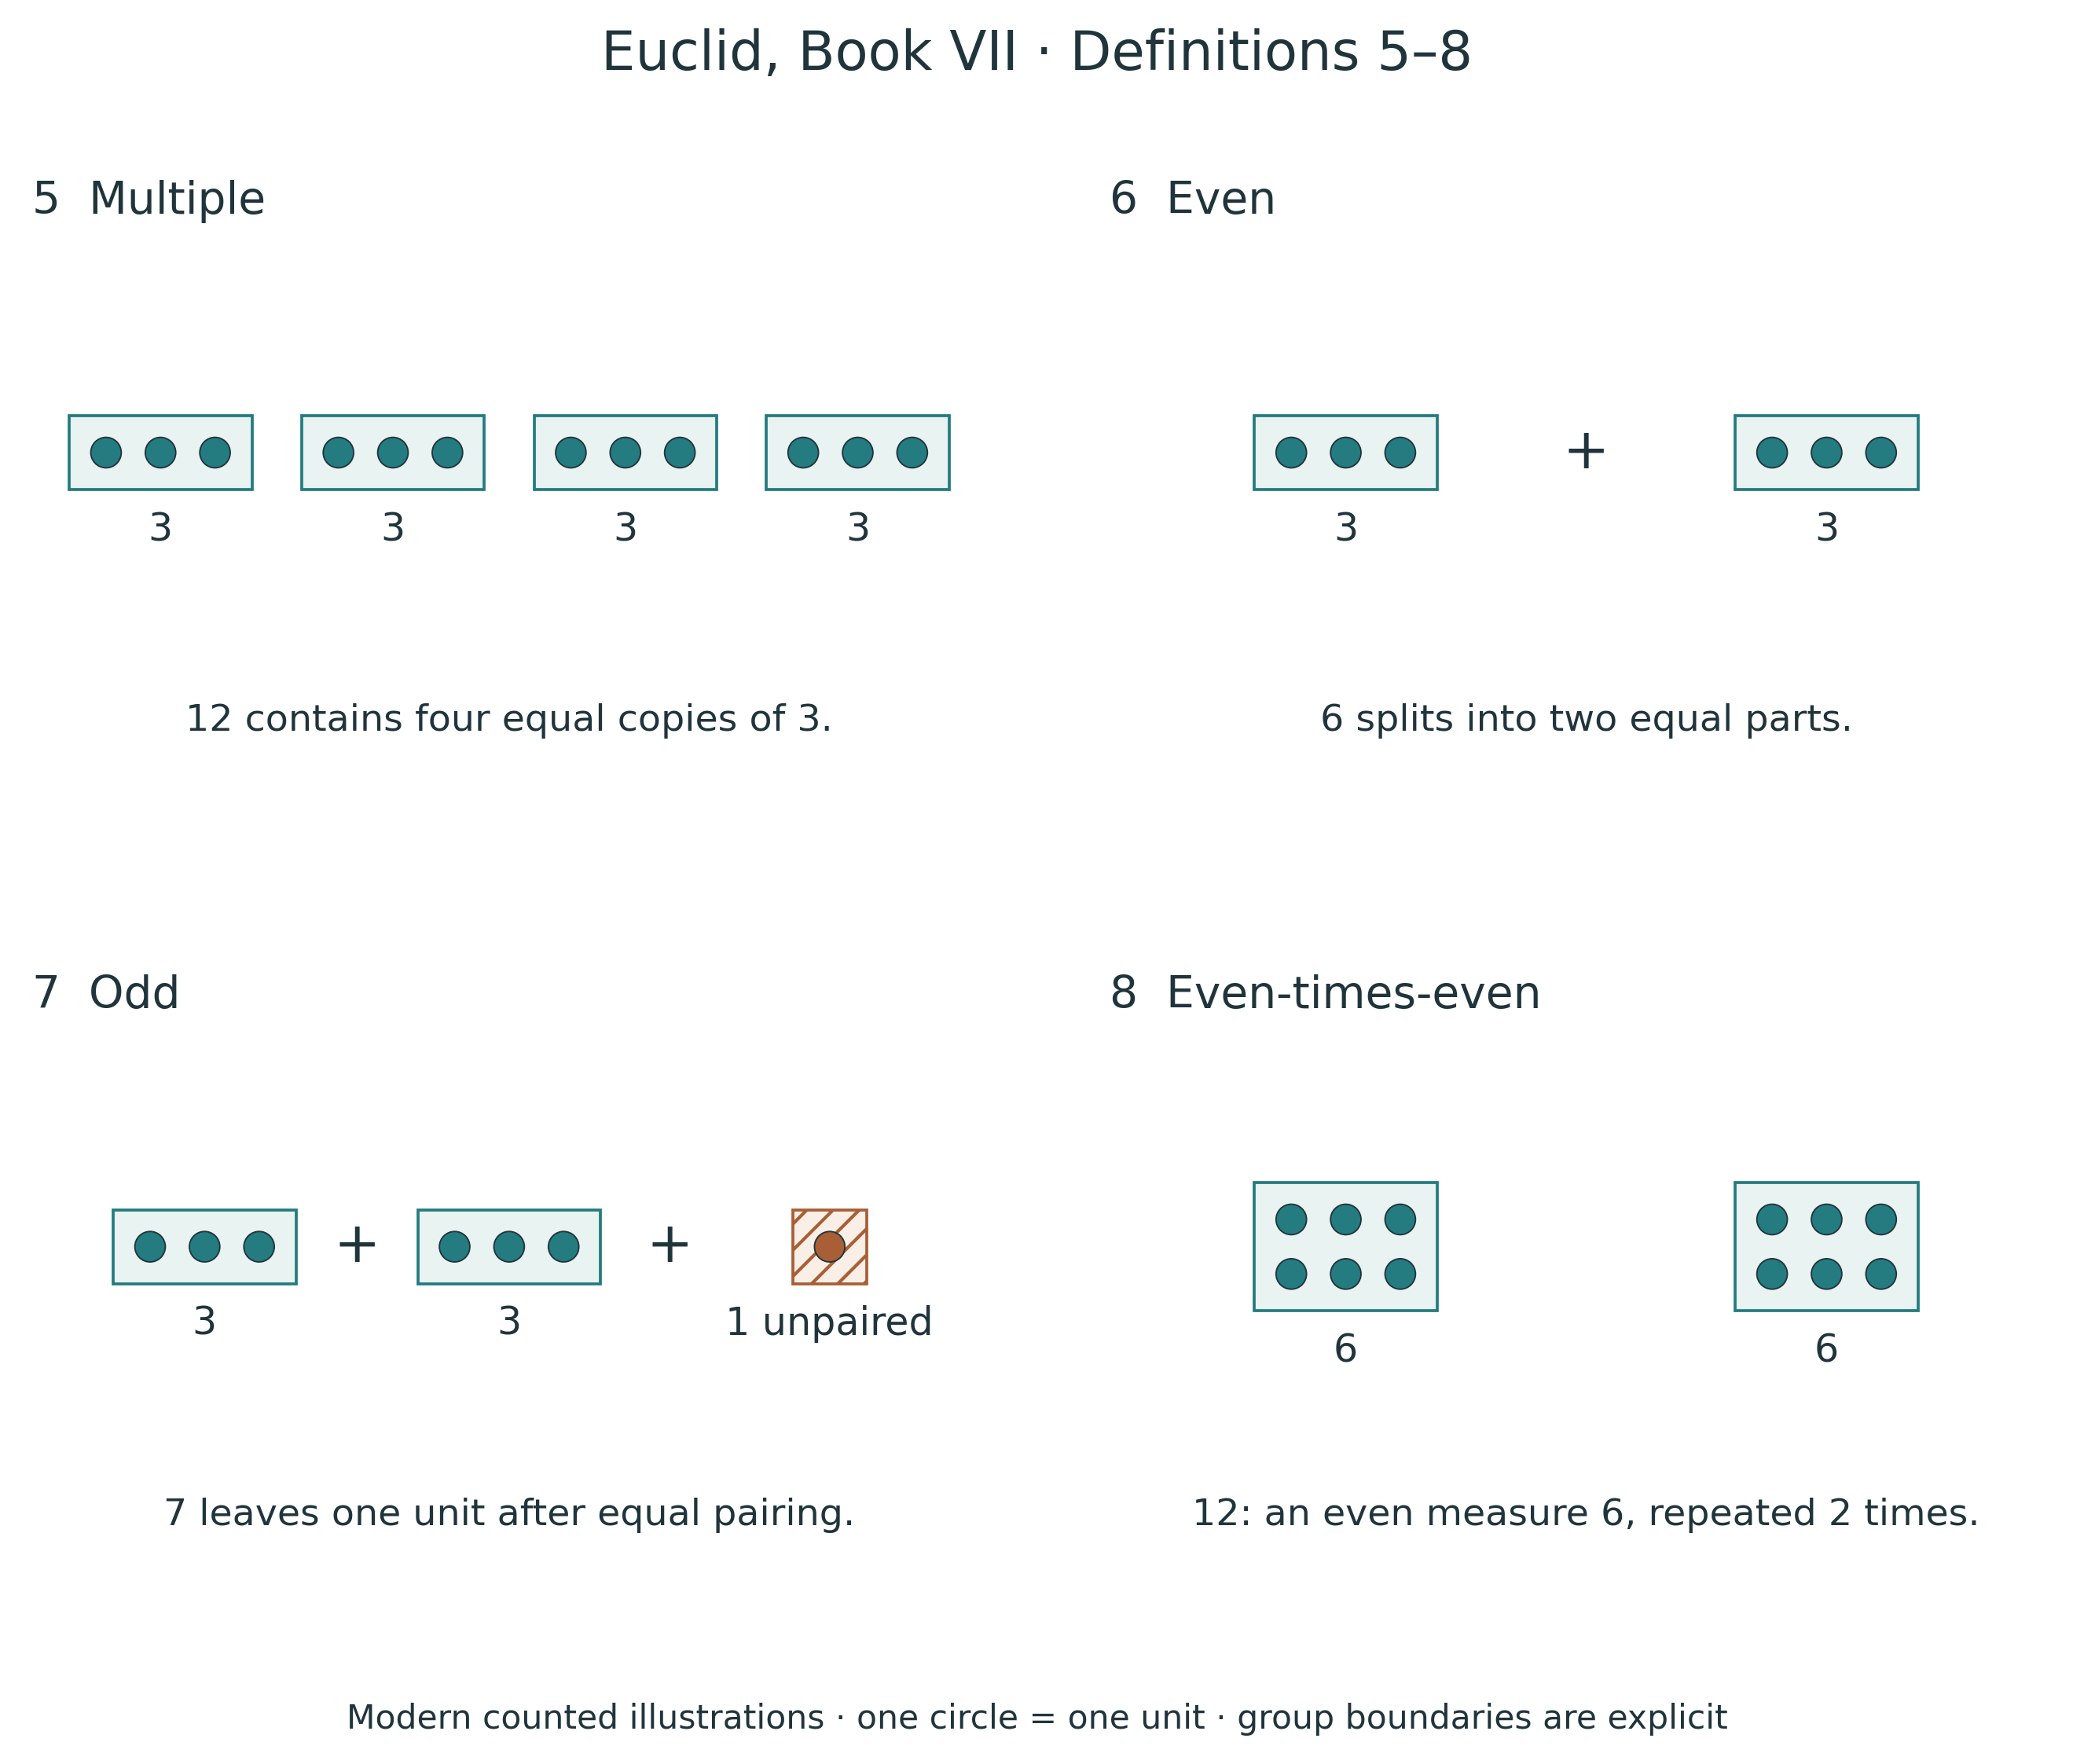 Euclid, Book VII · Definitions 5–8
5 Multiple
3 3 3 3
12 contains four equal copies of 3.
6 Even
3 + 3
6 splits into two equal parts.
7 Odd
3 + 3 + 1 unpaired
7 leaves one unit after equal pairing.
8 Even-times-even
6 6
12: an even measure 6, repeated 2 times.
Modern counted illustrations · one circle = one unit · group boundaries are explicit